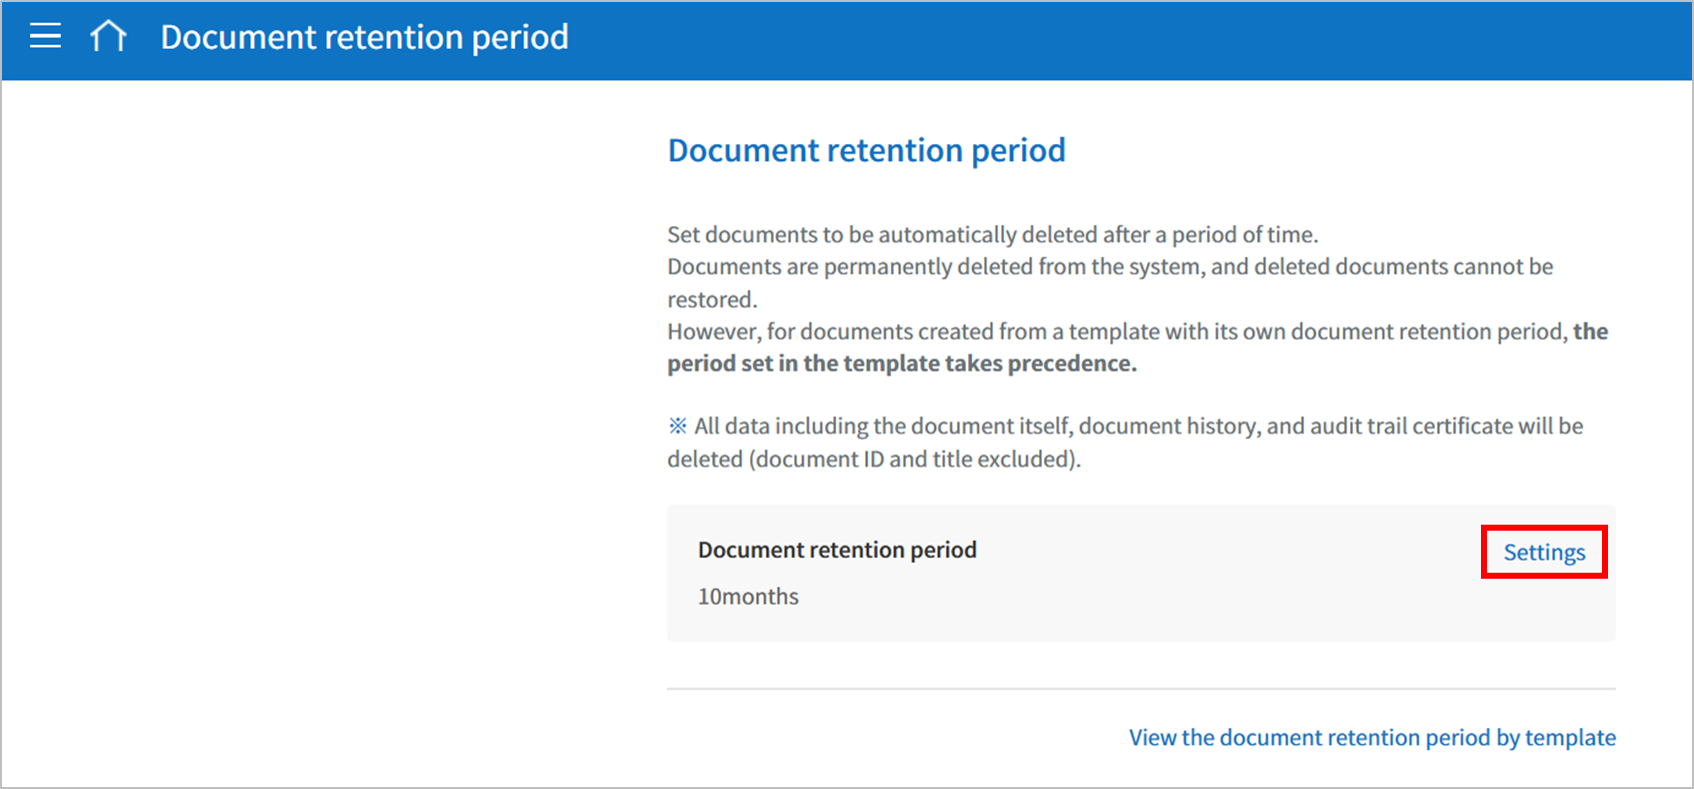 Document retention period
Document retention period
Set documents to be automatically deleted after a period of time.
Documents are permanently deleted from the system, and deleted documents cannot be
restored.
However, for documents created from a template with its own document retention period, the
period set in the template takes precedence.
※ All data including the document itself, document history, and audit trail certificate will be
deleted (document ID and title excluded).
Document retention period
Settings
10months
View the document retention period by template